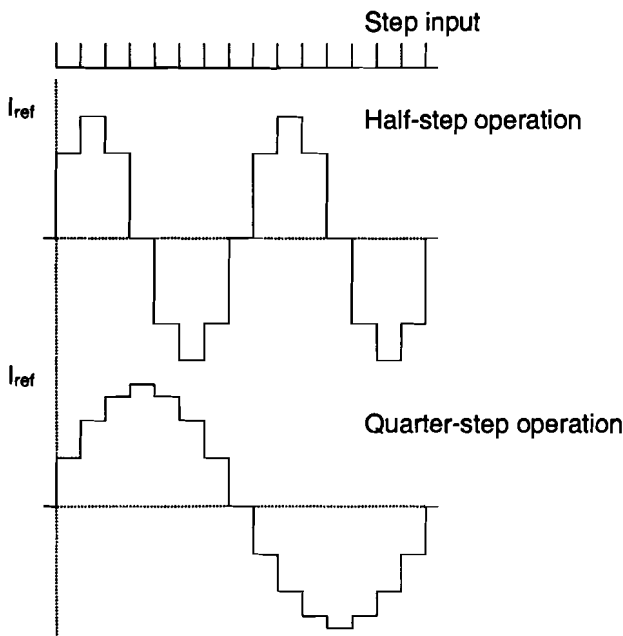 Step input
Iref
Half-step operation
Iref
Quarter-step operation